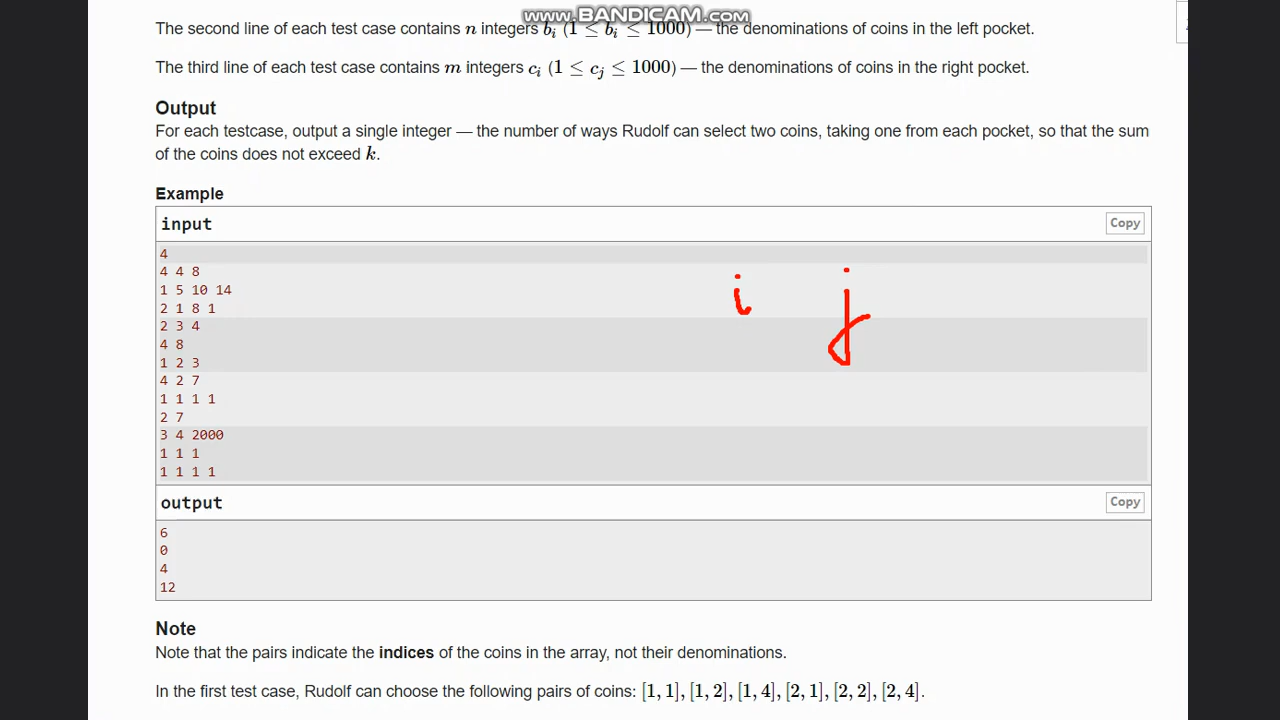 www.BANDICAM.com
The second line of each test case contains n integers bᵢ (1 ≤ bᵢ ≤ 1000) — the denominations of coins in the left pocket.
The third line of each test case contains m integers cᵢ (1 ≤ cⱼ ≤ 1000) — the denominations of coins in the right pocket.
Output
For each testcase, output a single integer — the number of ways Rudolf can select two coins, taking one from each pocket, so that the sum
of the coins does not exceed k.
Example
input Copy
4
4 4 8
1 5 10 14
2 1 8 1
2 3 4
4 8
1 2 3
4 2 7
1 1 1 1
2 7
3 4 2000
1 1 1
1 1 1 1
i j
output Copy
6
0
4
12
Note
Note that the pairs indicate the indices of the coins in the array, not their denominations.
In the first test case, Rudolf can choose the following pairs of coins: [1, 1], [1, 2], [1, 4], [2, 1], [2, 2], [2, 4].